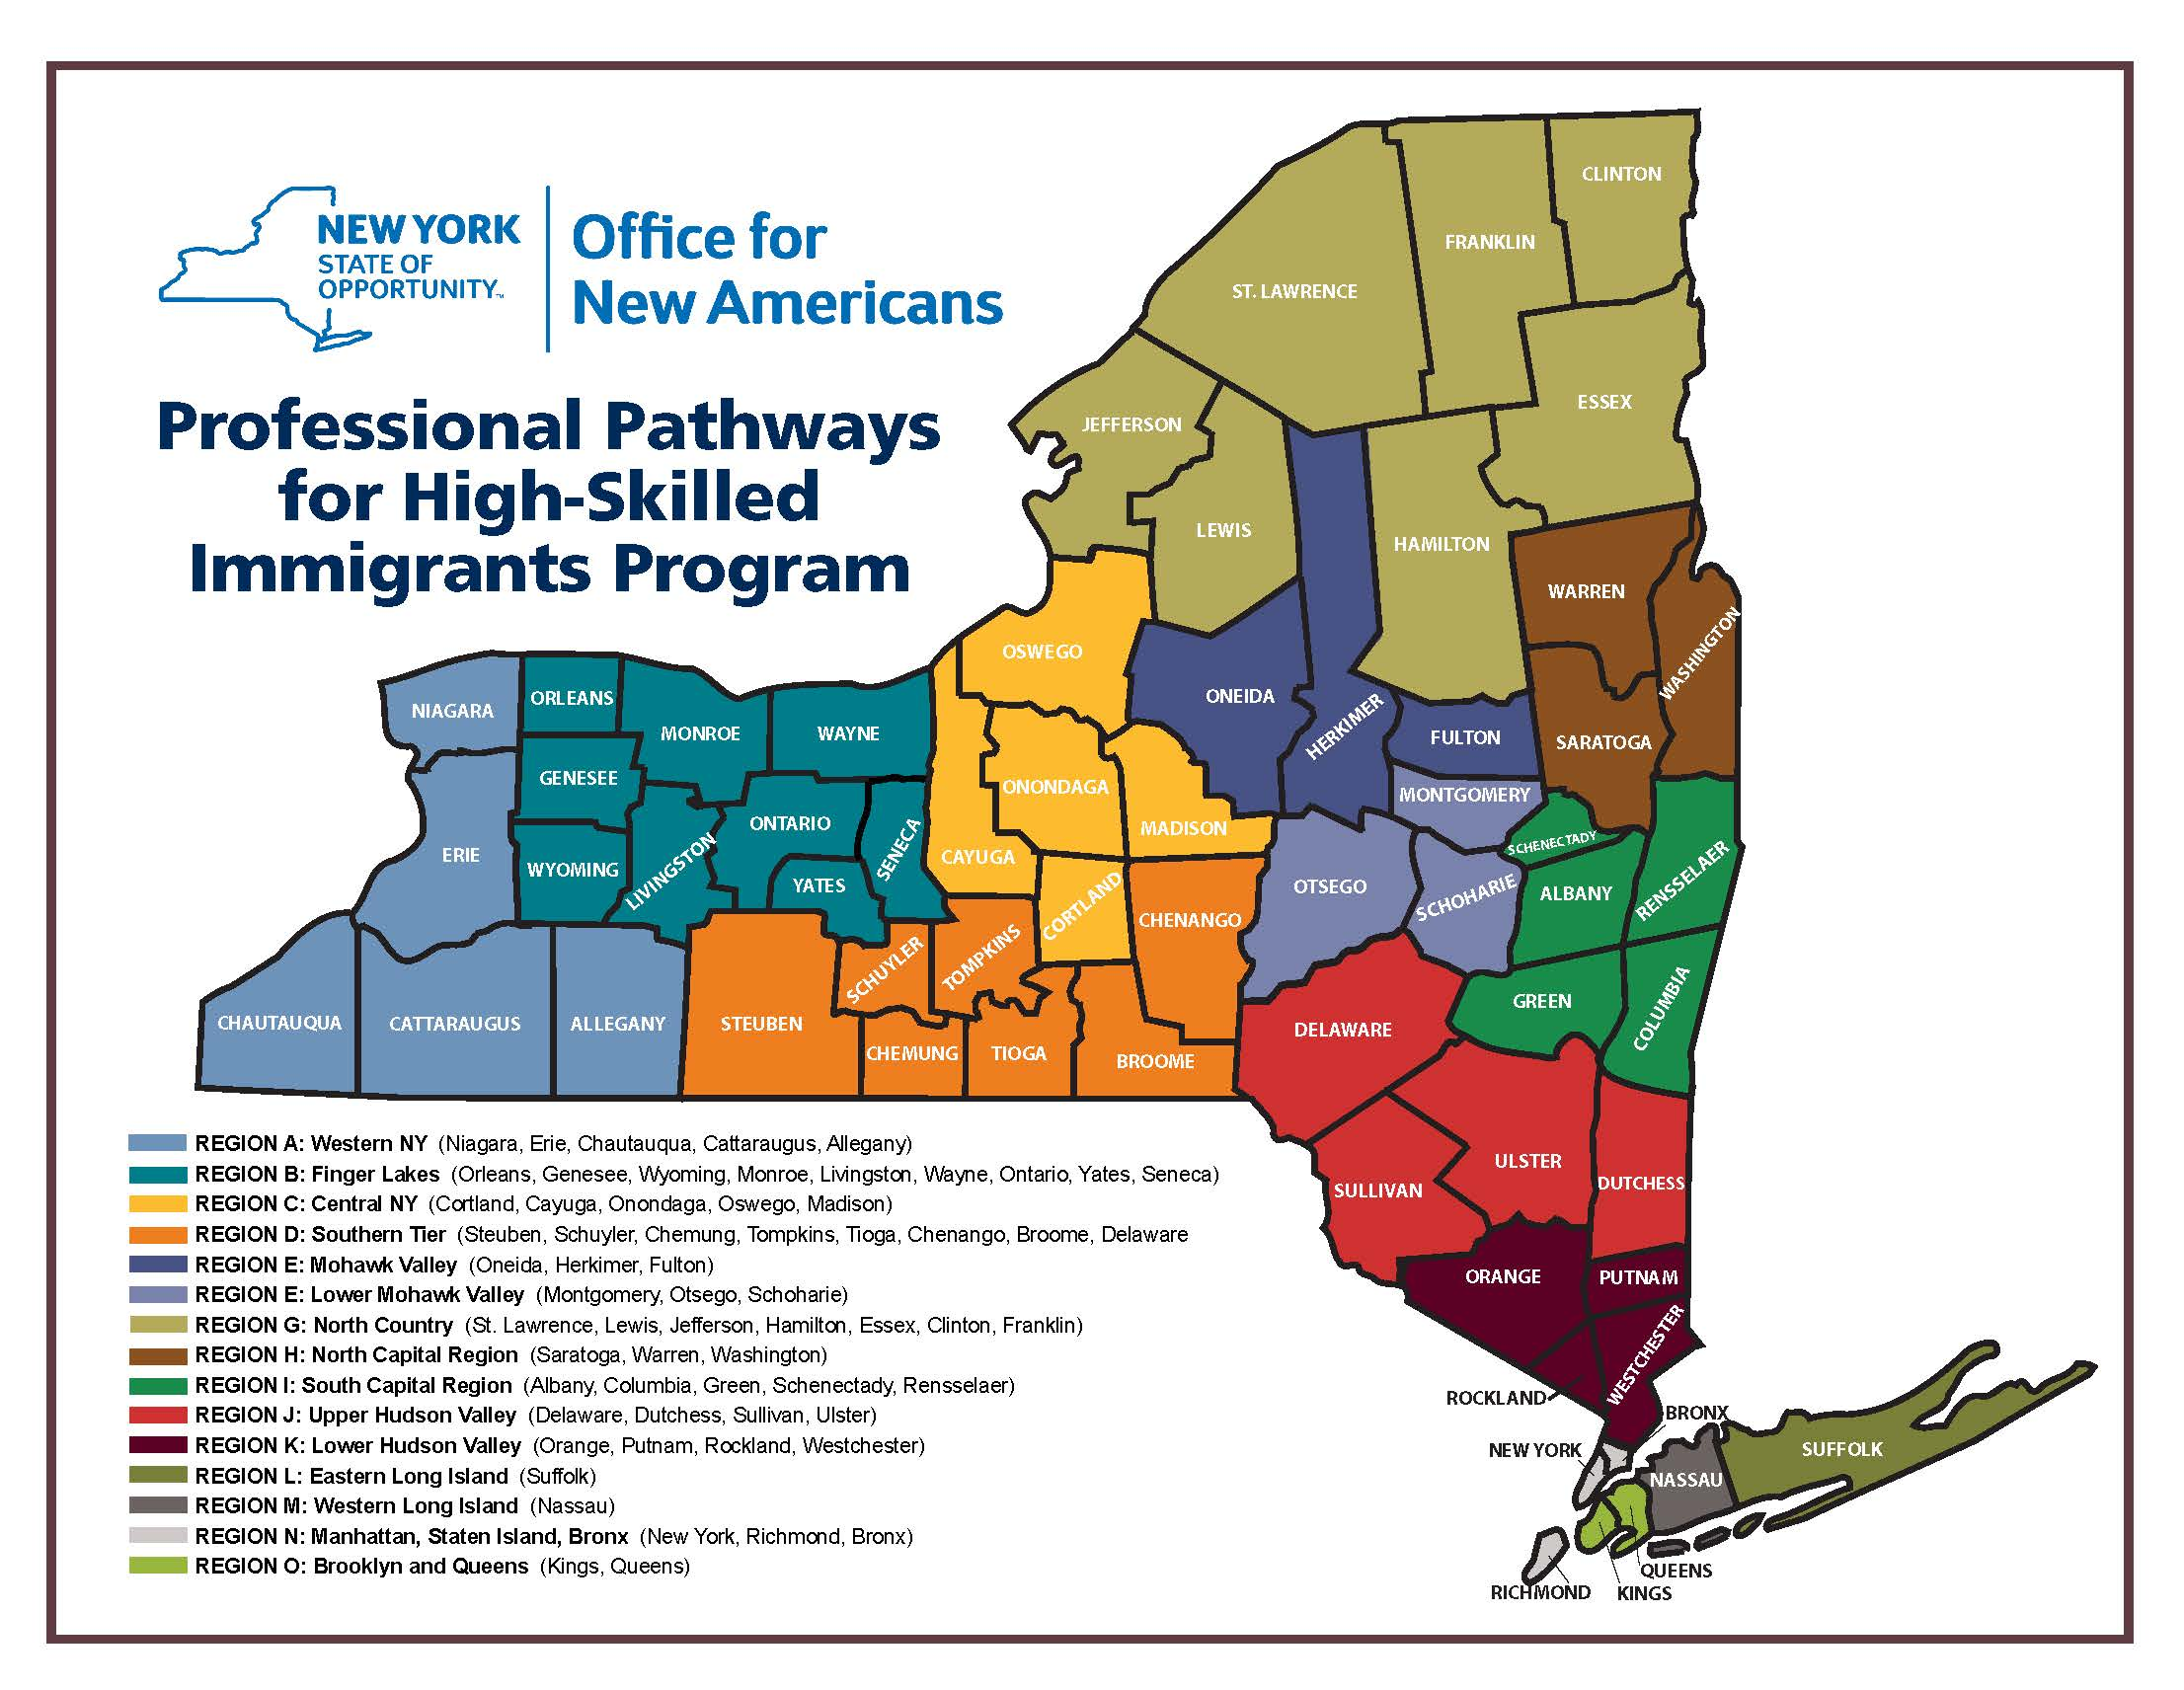 NEW YORK
STATE OF
OPPORTUNITY™
Office for
New Americans
Professional Pathways
for High-Skilled
Immigrants Program
CLINTON
FRANKLIN
ST. LAWRENCE
ESSEX
JEFFERSON
LEWIS
HAMILTON
WARREN
WASHINGTON
OSWEGO
ONEIDA
HERKIMER
FULTON
SARATOGA
NIAGARA
ORLEANS
MONROE
WAYNE
GENESEE
ONONDAGA
MONTGOMERY
ONTARIO
MADISON
SCHENECTADY
ERIE
WYOMING
LIVINGSTON
YATES
SENECA
CAYUGA
CORTLAND
CHENANGO
OTSEGO
SCHOHARIE
ALBANY
RENSSELAER
SCHUYLER
TOMPKINS
GREEN
COLUMBIA
CHAUTAUQUA
CATTARAUGUS
ALLEGANY
STEUBEN
CHEMUNG
TIOGA
BROOME
DELAWARE
ULSTER
SULLIVAN
DUTCHESS
ORANGE
PUTNAM
WESTCHESTER
ROCKLAND
BRONX
NEW YORK
NASSAU
SUFFOLK
QUEENS
RICHMOND
KINGS
REGION A: Western NY (Niagara, Erie, Chautauqua, Cattaraugus, Allegany)
REGION B: Finger Lakes (Orleans, Genesee, Wyoming, Monroe, Livingston, Wayne, Ontario, Yates, Seneca)
REGION C: Central NY (Cortland, Cayuga, Onondaga, Oswego, Madison)
REGION D: Southern Tier (Steuben, Schuyler, Chemung, Tompkins, Tioga, Chenango, Broome, Delaware
REGION E: Mohawk Valley (Oneida, Herkimer, Fulton)
REGION E: Lower Mohawk Valley (Montgomery, Otsego, Schoharie)
REGION G: North Country (St. Lawrence, Lewis, Jefferson, Hamilton, Essex, Clinton, Franklin)
REGION H: North Capital Region (Saratoga, Warren, Washington)
REGION I: South Capital Region (Albany, Columbia, Green, Schenectady, Rensselaer)
REGION J: Upper Hudson Valley (Delaware, Dutchess, Sullivan, Ulster)
REGION K: Lower Hudson Valley (Orange, Putnam, Rockland, Westchester)
REGION L: Eastern Long Island (Suffolk)
REGION M: Western Long Island (Nassau)
REGION N: Manhattan, Staten Island, Bronx (New York, Richmond, Bronx)
REGION O: Brooklyn and Queens (Kings, Queens)